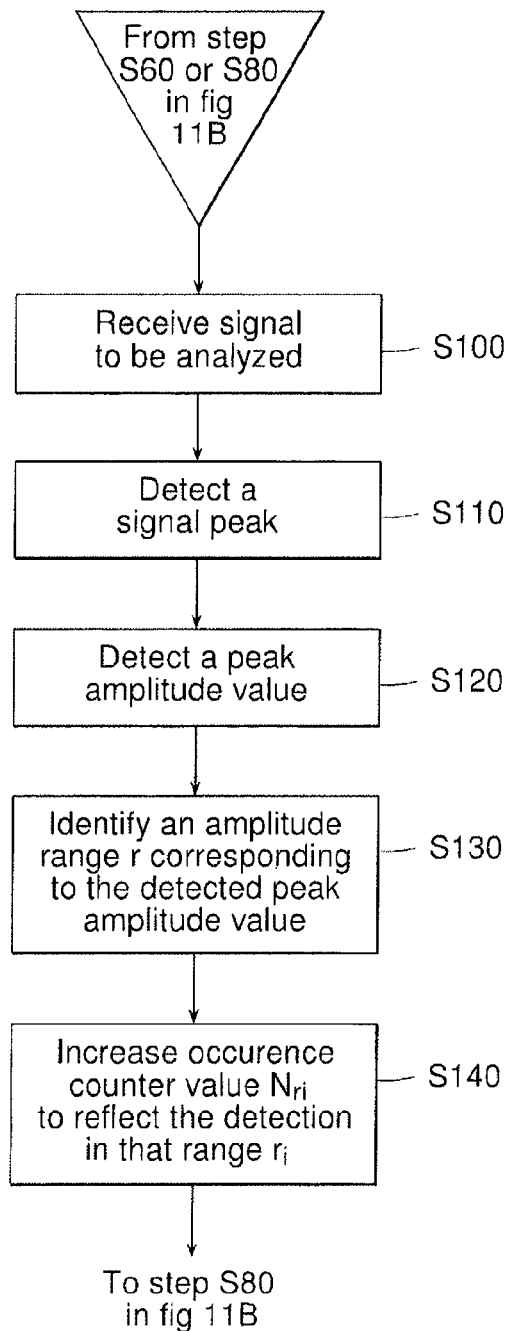 From step
S60 or S80
in fig
11B
Receive signal
to be analyzed
S100
Detect a
signal peak
S110
Detect a peak
amplitude value
S120
Identify an amplitude
range r corresponding
to the detected peak
amplitude value
S130
Increase occurence
counter value Nri
to reflect the detection
in that range ri
S140
To step S80
in fig 11B